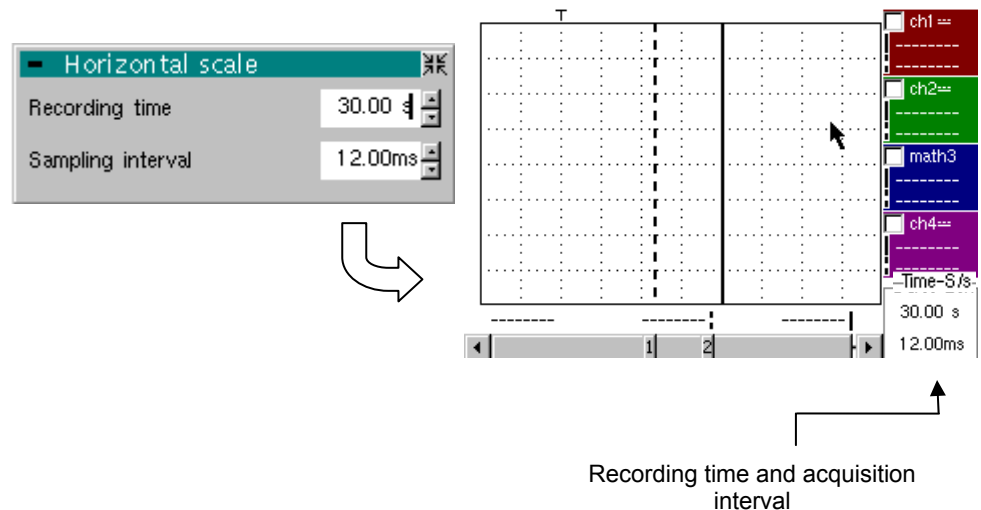 Horizontal scale
Recording time 30.00 s
Sampling interval 12.00ms
T
ch1
--------
--------
ch2
--------
--------
math3
--------
--------
ch4
--------
--------
Time-S/s
30.00 s
12.00ms
-------- -------- --------
1 2
Recording time and acquisition
interval